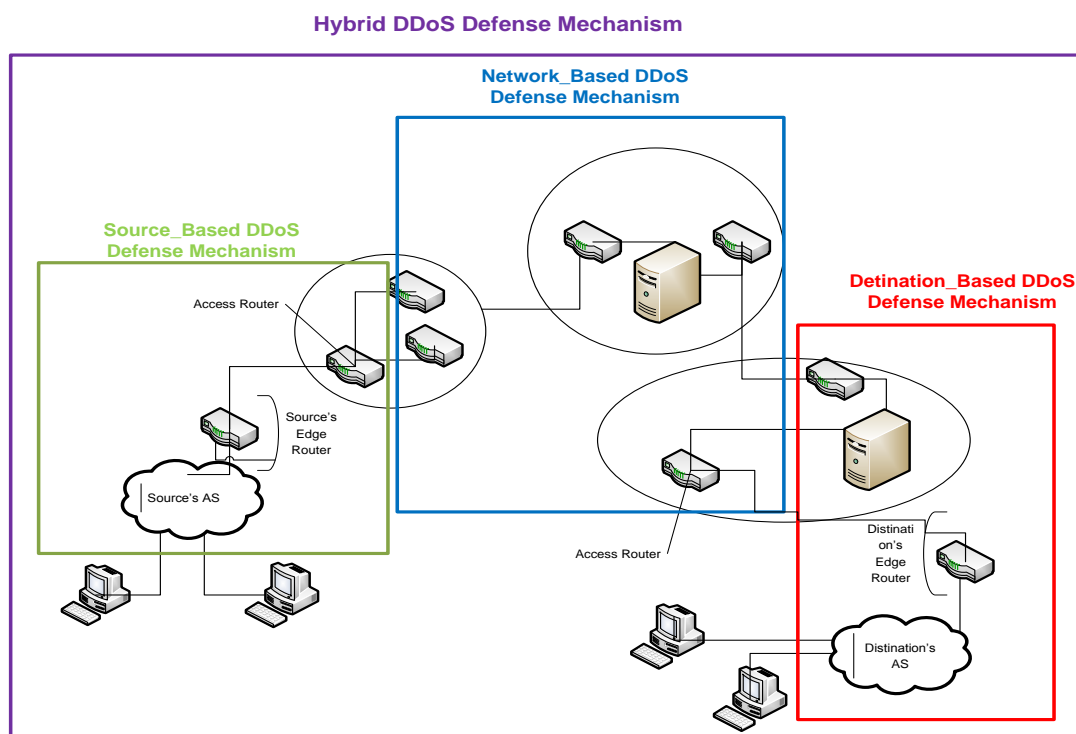 Hybrid DDoS Defense Mechanism
Network_Based DDoS
Defense Mechanism
Source_Based DDoS
Defense Mechanism
Detination_Based DDoS
Defense Mechanism
Access Router
Source's
Edge
Router
Source's AS
Access Router
Distinati
on's
Edge
Router
Distination's
AS